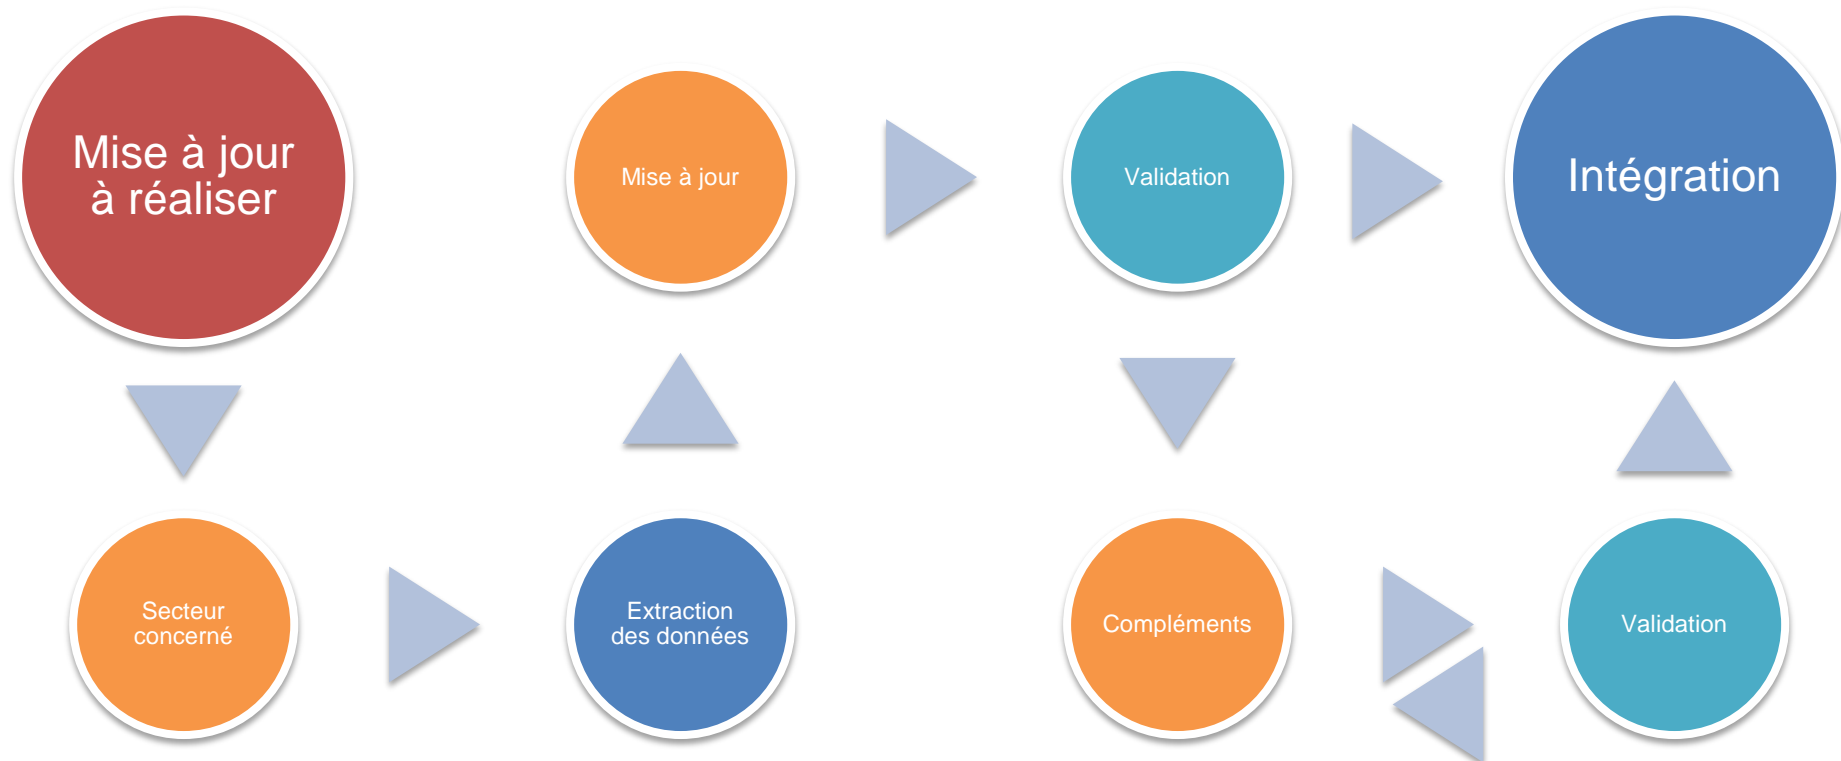 Mise à jour
à réaliser
Mise à jour
Validation
Intégration
Secteur
concerné
Extraction
des données
Compléments
Validation